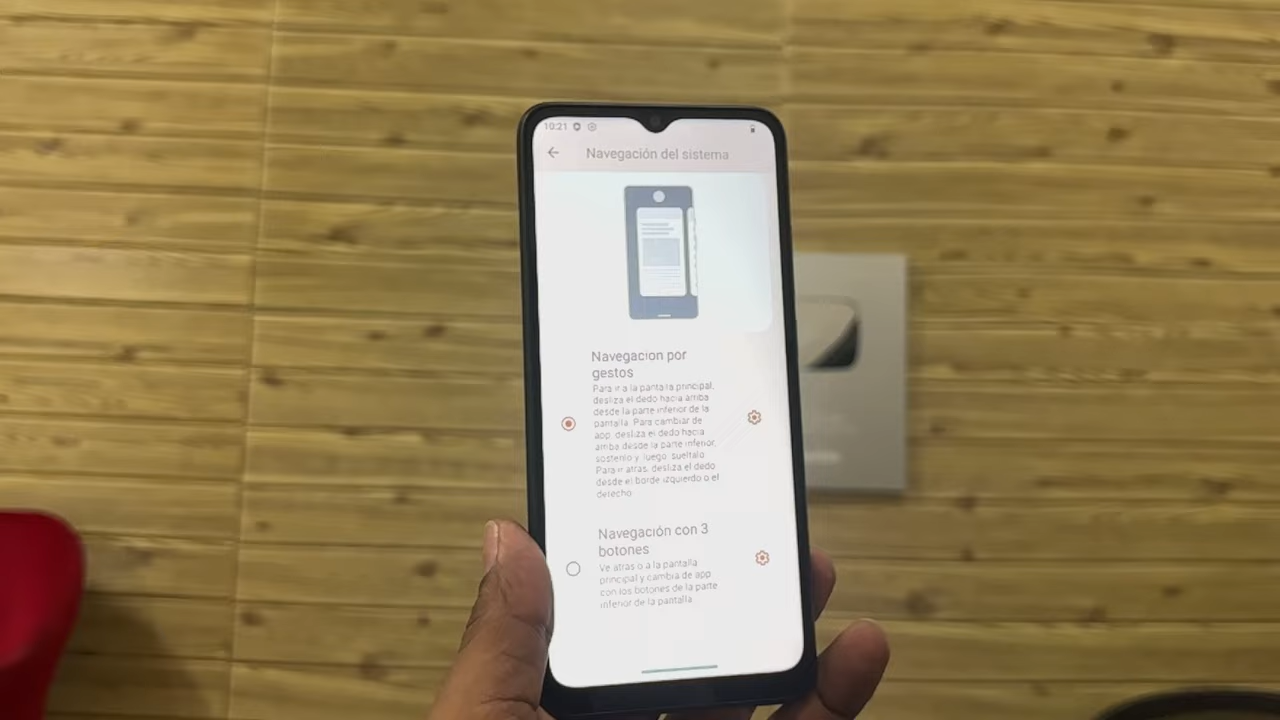 10:21
Navegación del sistema
Navegacion por
gestos
Para ir a la pantalla principal,
desliza el dedo hacia arriba
desde la parte inferior de la
pantalla. Para cambiar de
app, desliza el dedo hacia
arriba desde la parte inferior,
sostenlo y, luego, suéltalo.
Para ir atrás, desliza el dedo
desde el borde izquierdo o el
derecho.
Navegación con 3
botones
Ve atrás o a la pantalla
principal y cambia de app
con los botones de la parte
inferior de la pantalla.